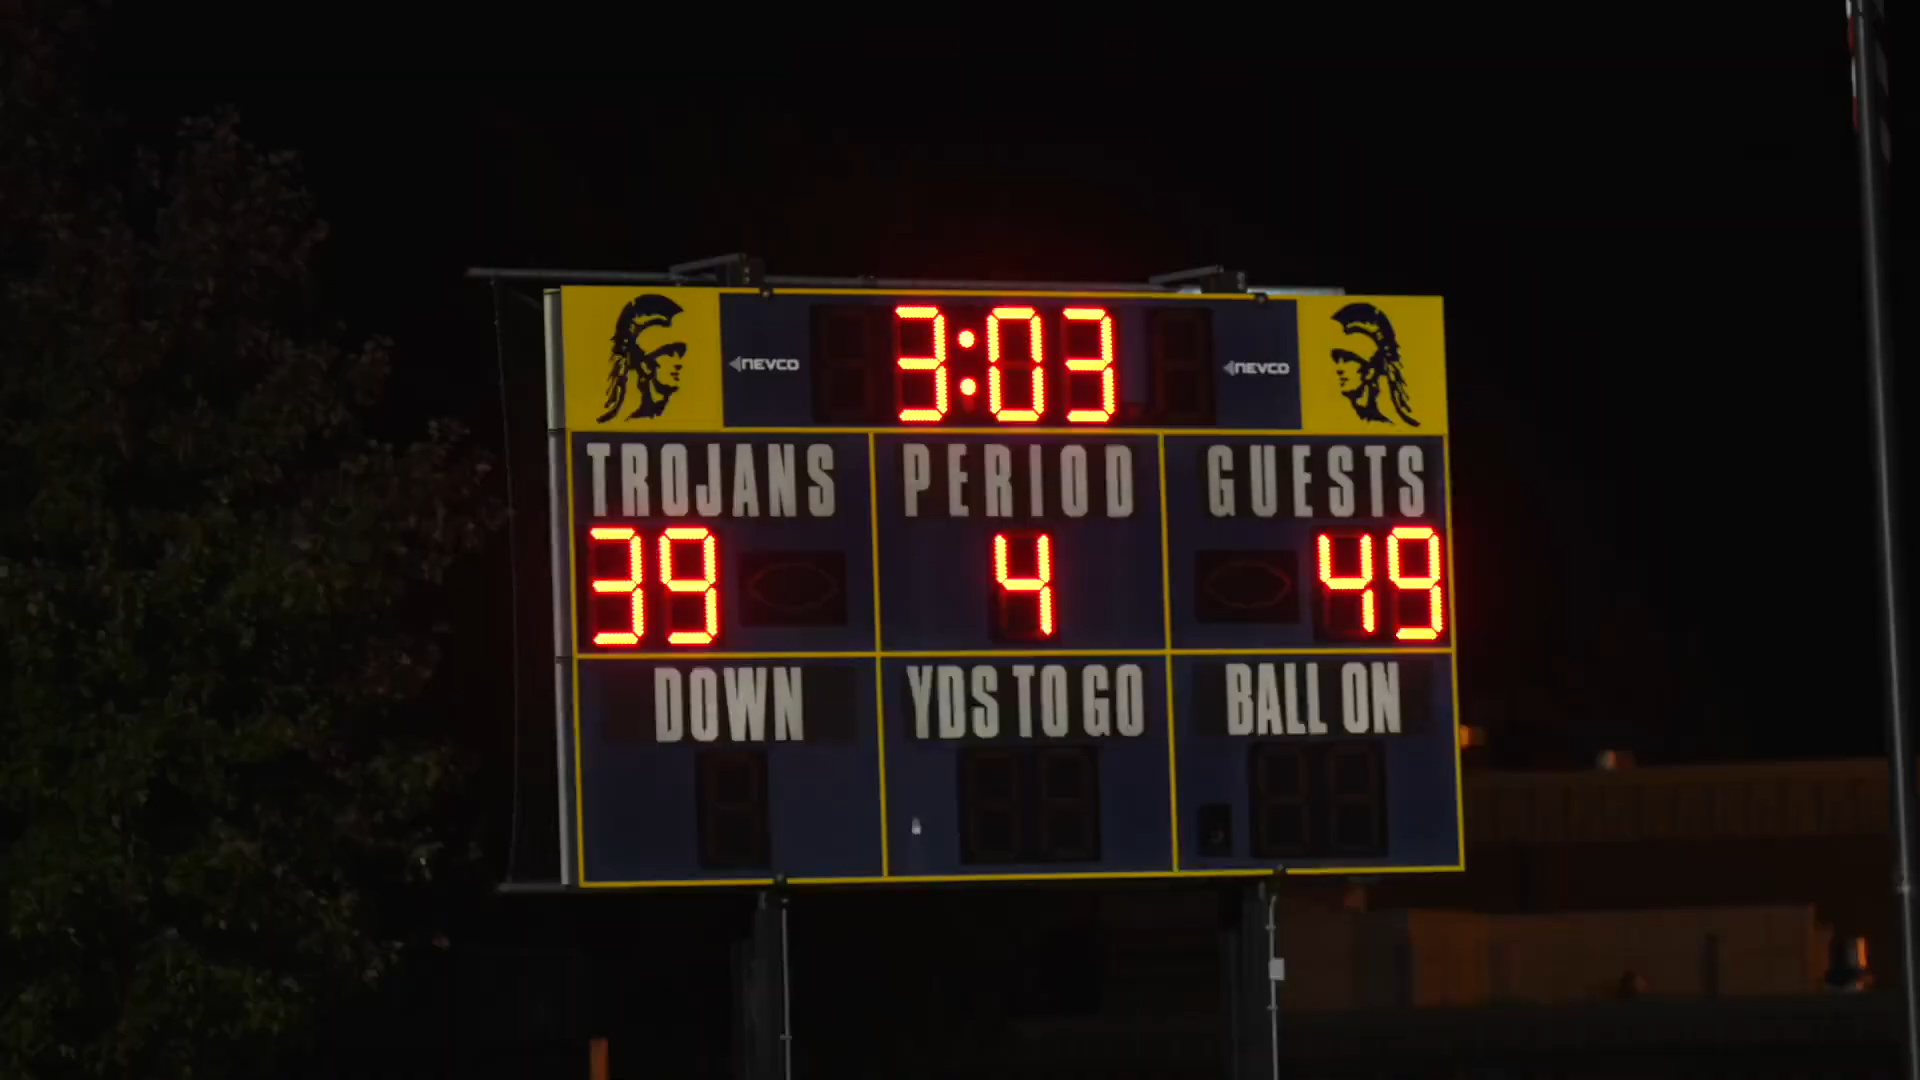 NEVCO 3:03 NEVCO
TROJANS PERIOD GUESTS
39 4 49
DOWN YDS TO GO BALL ON